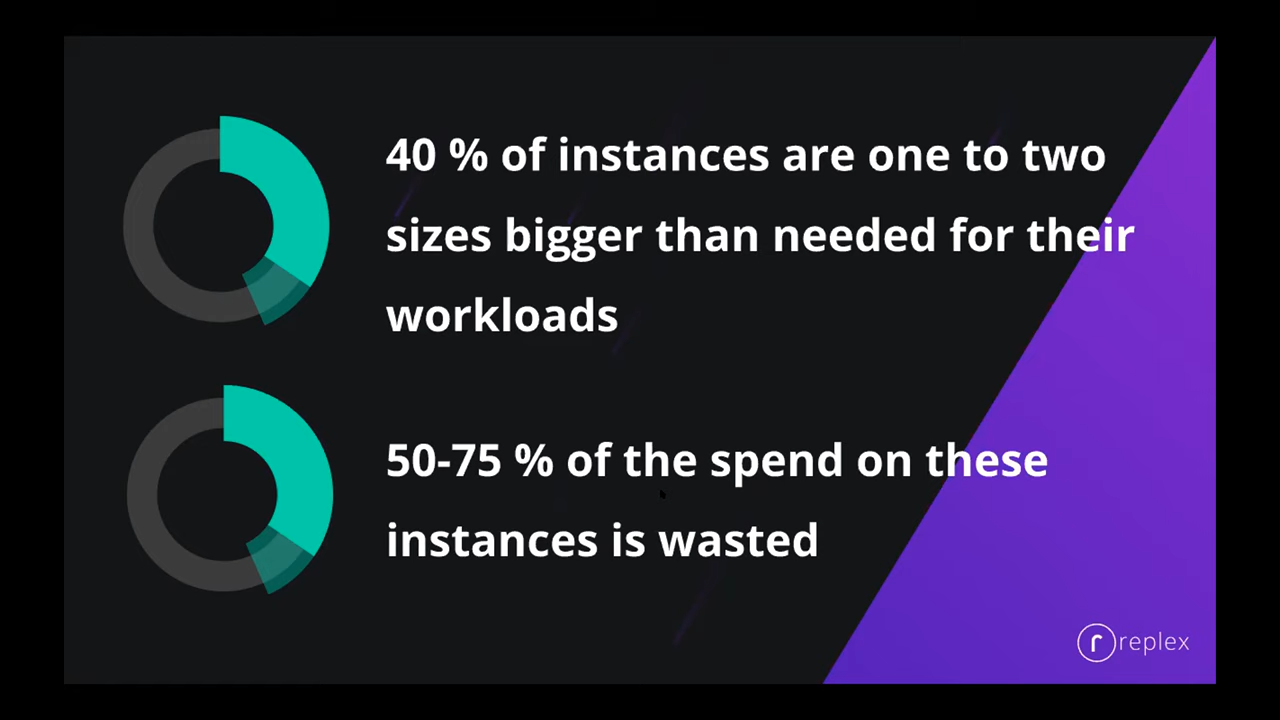 40 % of instances are one to two
sizes bigger than needed for their
workloads
50-75 % of the spend on these
instances is wasted
r replex